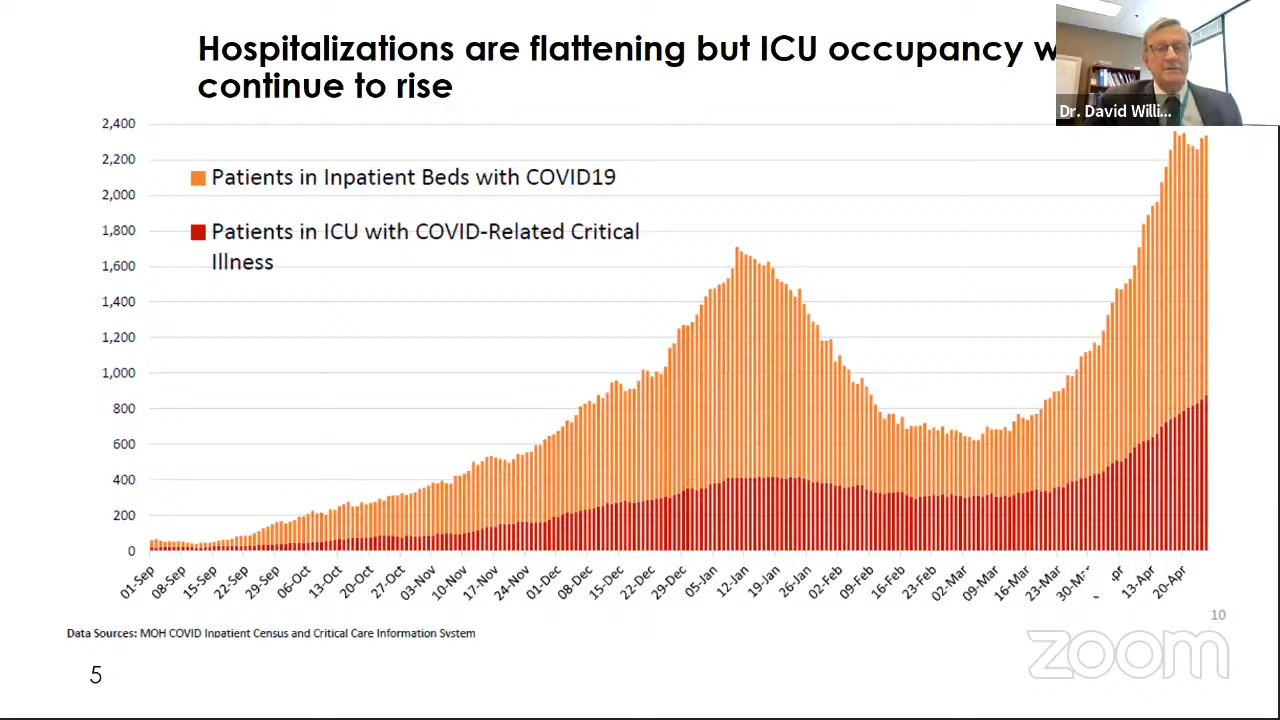 Hospitalizations are flattening but ICU occupancy
continue to rise
Dr. David Willi...
2,400
2,200
2,000
1,800
1,600
1,400
1,200
1,000
800
600
400
200
0
Patients in Inpatient Beds with COVID19
Patients in ICU with COVID-Related Critical
Illness
01-Sep
08-Sep
15-Sep
22-Sep
29-Sep
06-Oct
13-Oct
20-Oct
27-Oct
03-Nov
10-Nov
17-Nov
24-Nov
01-Dec
08-Dec
15-Dec
22-Dec
29-Dec
05-Jan
12-Jan
19-Jan
26-Jan
02-Feb
09-Feb
16-Feb
23-Feb
02-Mar
09-Mar
16-Mar
23-Mar
13-Apr
20-Apr
10
Data Sources: MOH COVID Inpatient Census and Critical Care Information System
zoom
5